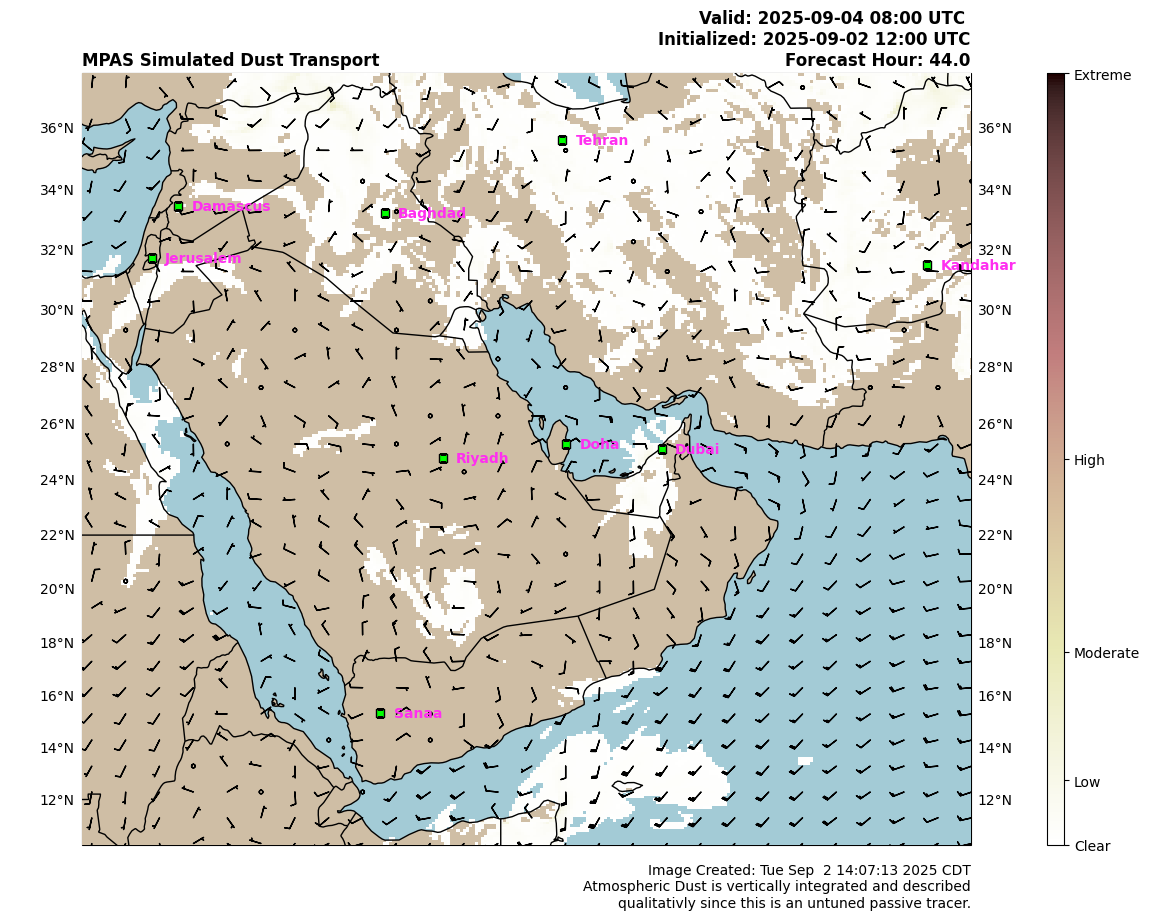 Valid: 2025-09-04 08:00 UTC
Initialized: 2025-09-02 12:00 UTC
MPAS Simulated Dust Transport
Forecast Hour: 44.0
Extreme
36°N
36°N
Tehran
34°N
34°N
Damascus
Baghdad
32°N
32°N
Jerusalem
Kandahar
30°N
30°N
28°N
28°N
26°N
26°N
Doha
Dubai
Riyadh
High
24°N
24°N
22°N
22°N
20°N
20°N
18°N
18°N
Moderate
16°N
16°N
Sanaa
14°N
14°N
Low
12°N
12°N
Clear
Image Created: Tue Sep  2 14:07:13 2025 CDT
Atmospheric Dust is vertically integrated and described
qualitativly since this is an untuned passive tracer.